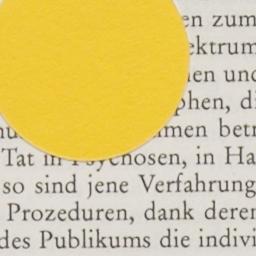 en zum
ektrum
en und
phen, di
men betr
Tat in Psychosen, in Ha
so sind jene Verfahrung
Prozeduren, dank derer
des Publikums die indivi